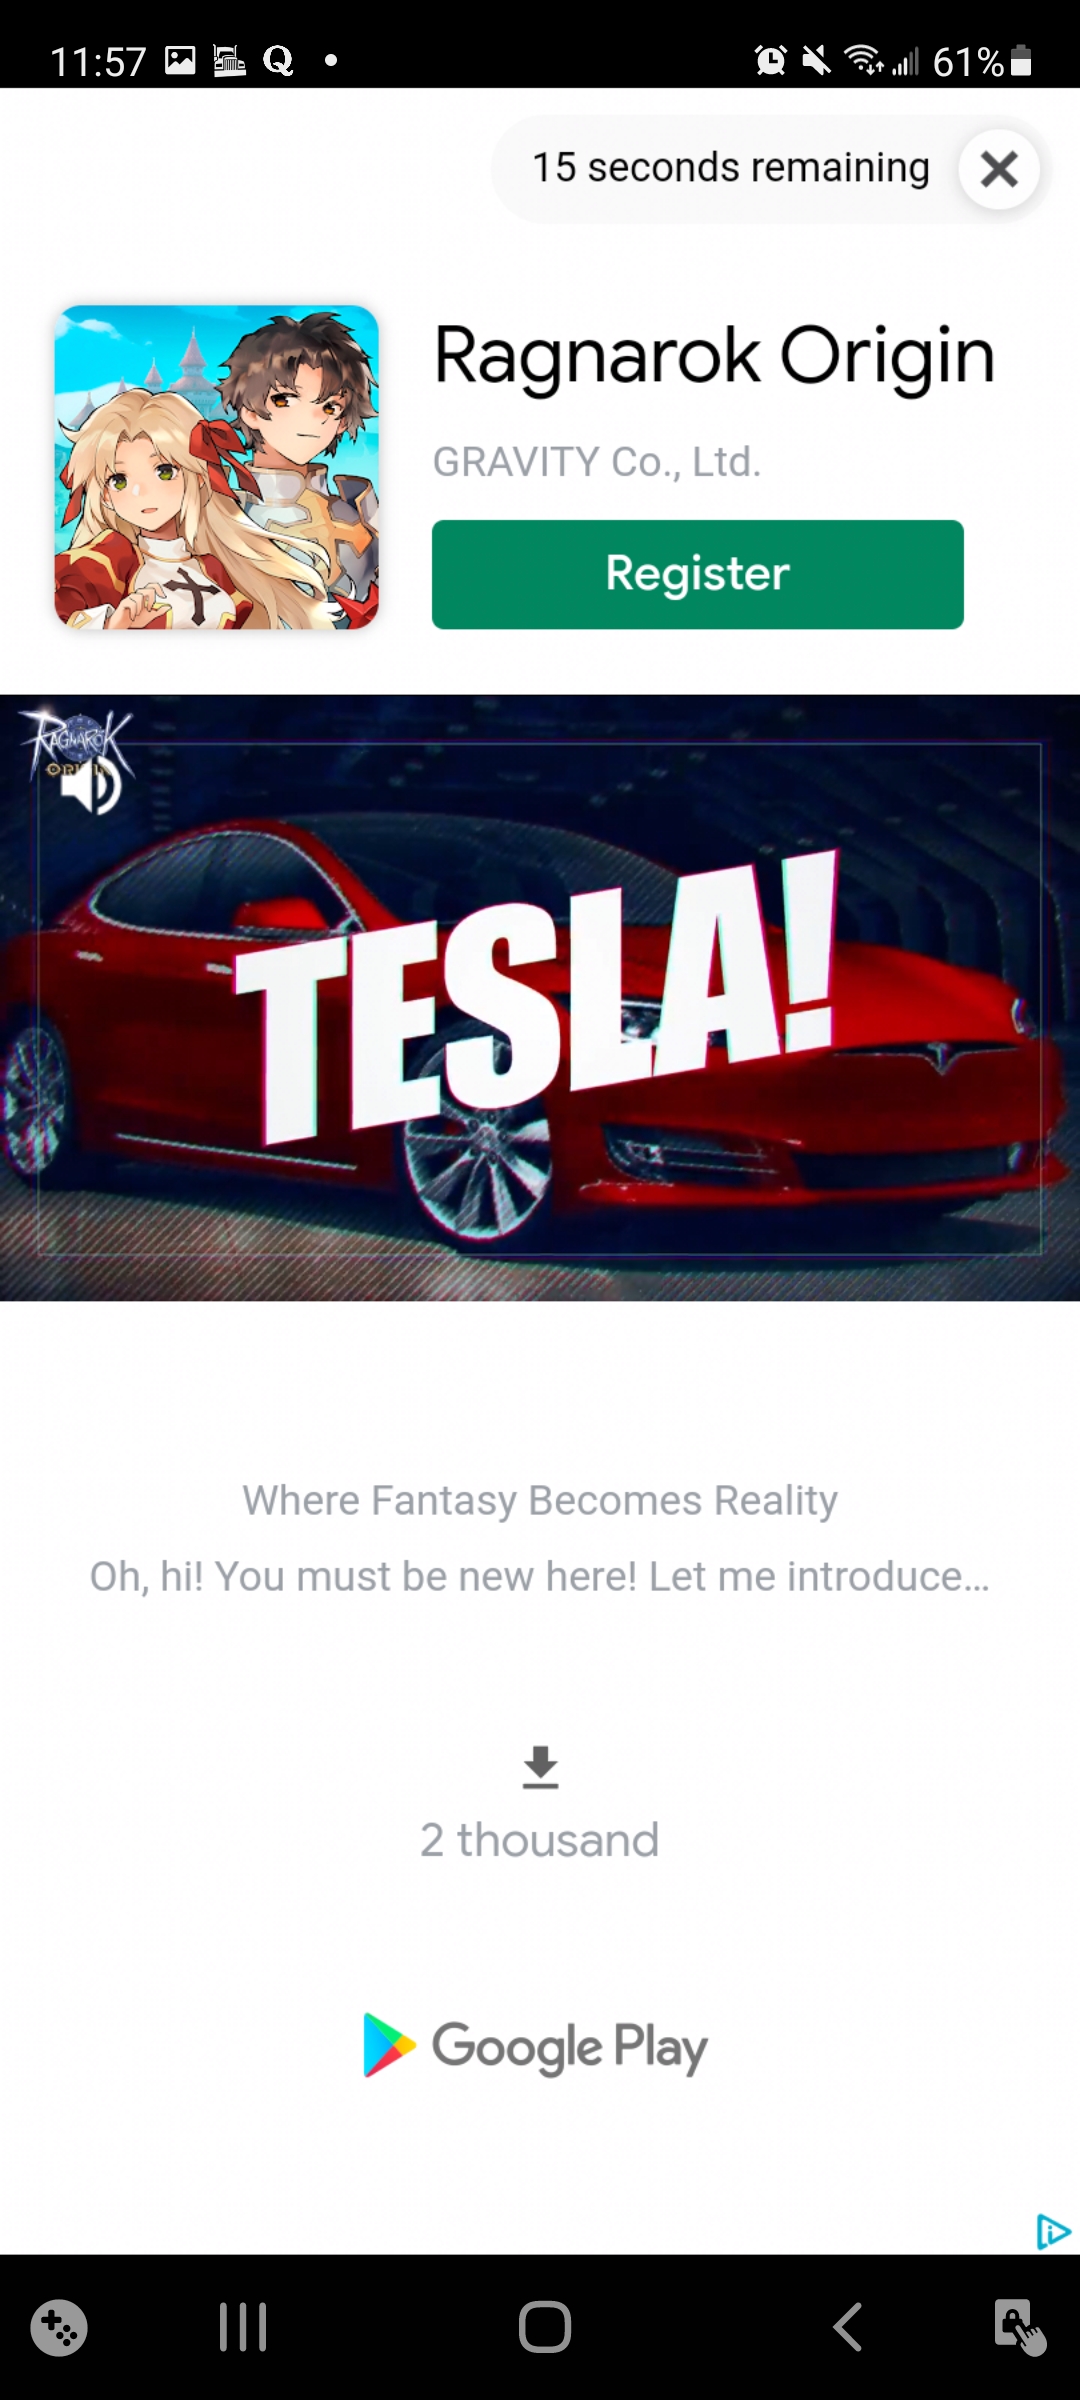 11:57
61%
15 seconds remaining
Ragnarok Origin
GRAVITY Co., Ltd.
Register
RAGNAROK
TESLA!
Where Fantasy Becomes Reality
Oh, hi! You must be new here! Let me introduce...
2 thousand
Google Play